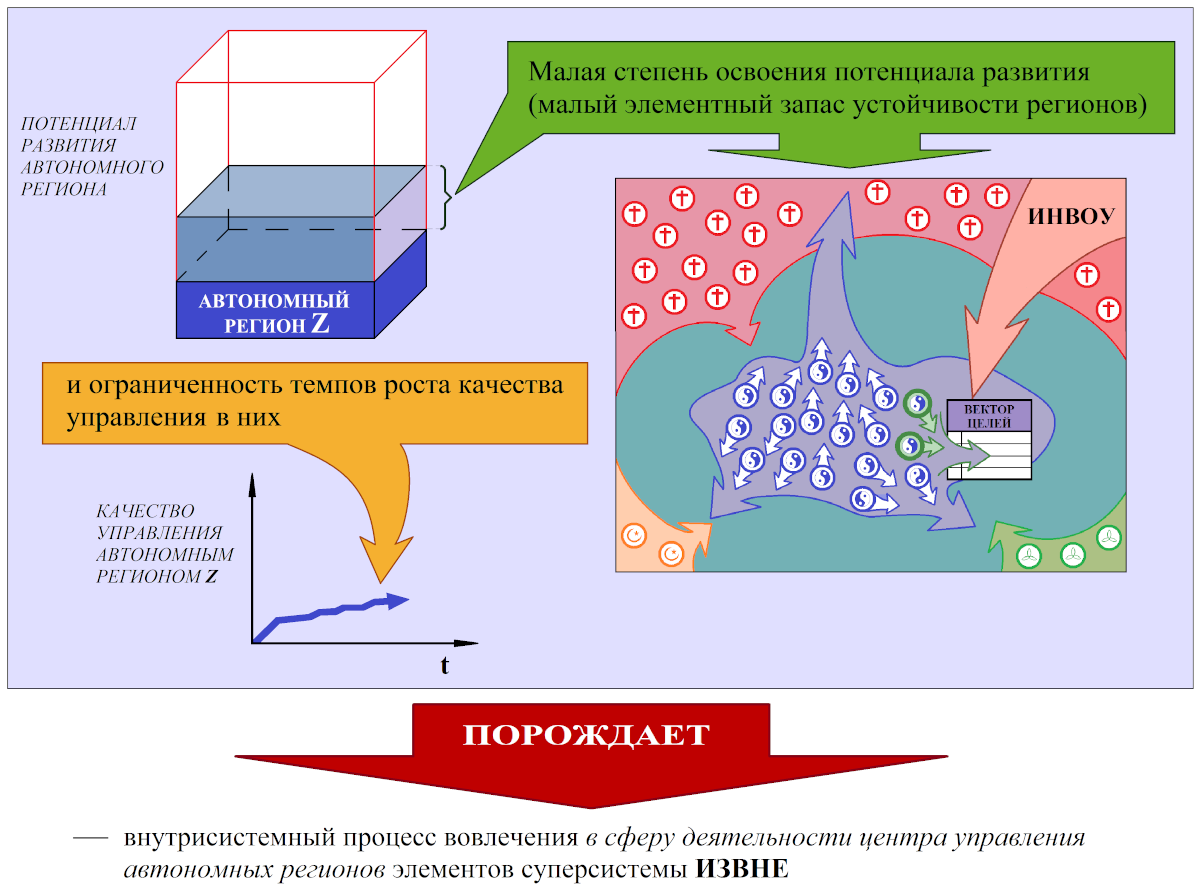 ПОТЕНЦИАЛ
РАЗВИТИЯ
АВТОНОМНОГО
РЕГИОНА
Малая степень освоения потенциала развития
(малый элементный запас устойчивости регионов)
АВТОНОМНЫЙ
РЕГИОН Z
ИНВОУ
ВЕКТОР
ЦЕЛЕЙ
и ограниченность темпов роста качества
управления в них
КАЧЕСТВО
УПРАВЛЕНИЯ
АВТОНОМНЫМ
РЕГИОНОМ Z
t
ПОРОЖДАЕТ
— внутрисистемный процесс вовлечения в сферу деятельности центра управления
автономных регионов элементов суперсистемы ИЗВНЕ